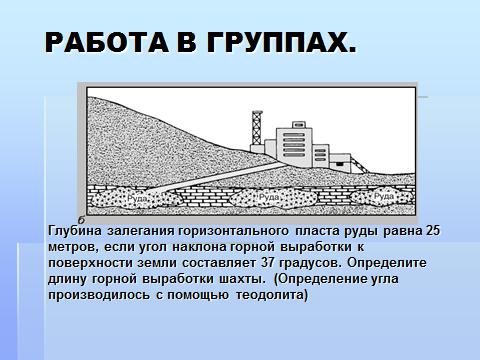 РАБОТА В ГРУППАХ.
Руда
Руда
Руда
б
Глубина залегания горизонтального пласта руды равна 25
метров, если угол наклона горной выработки к
поверхности земли составляет 37 градусов. Определите
длину горной выработки шахты. (Определение угла
производилось с помощью теодолита)